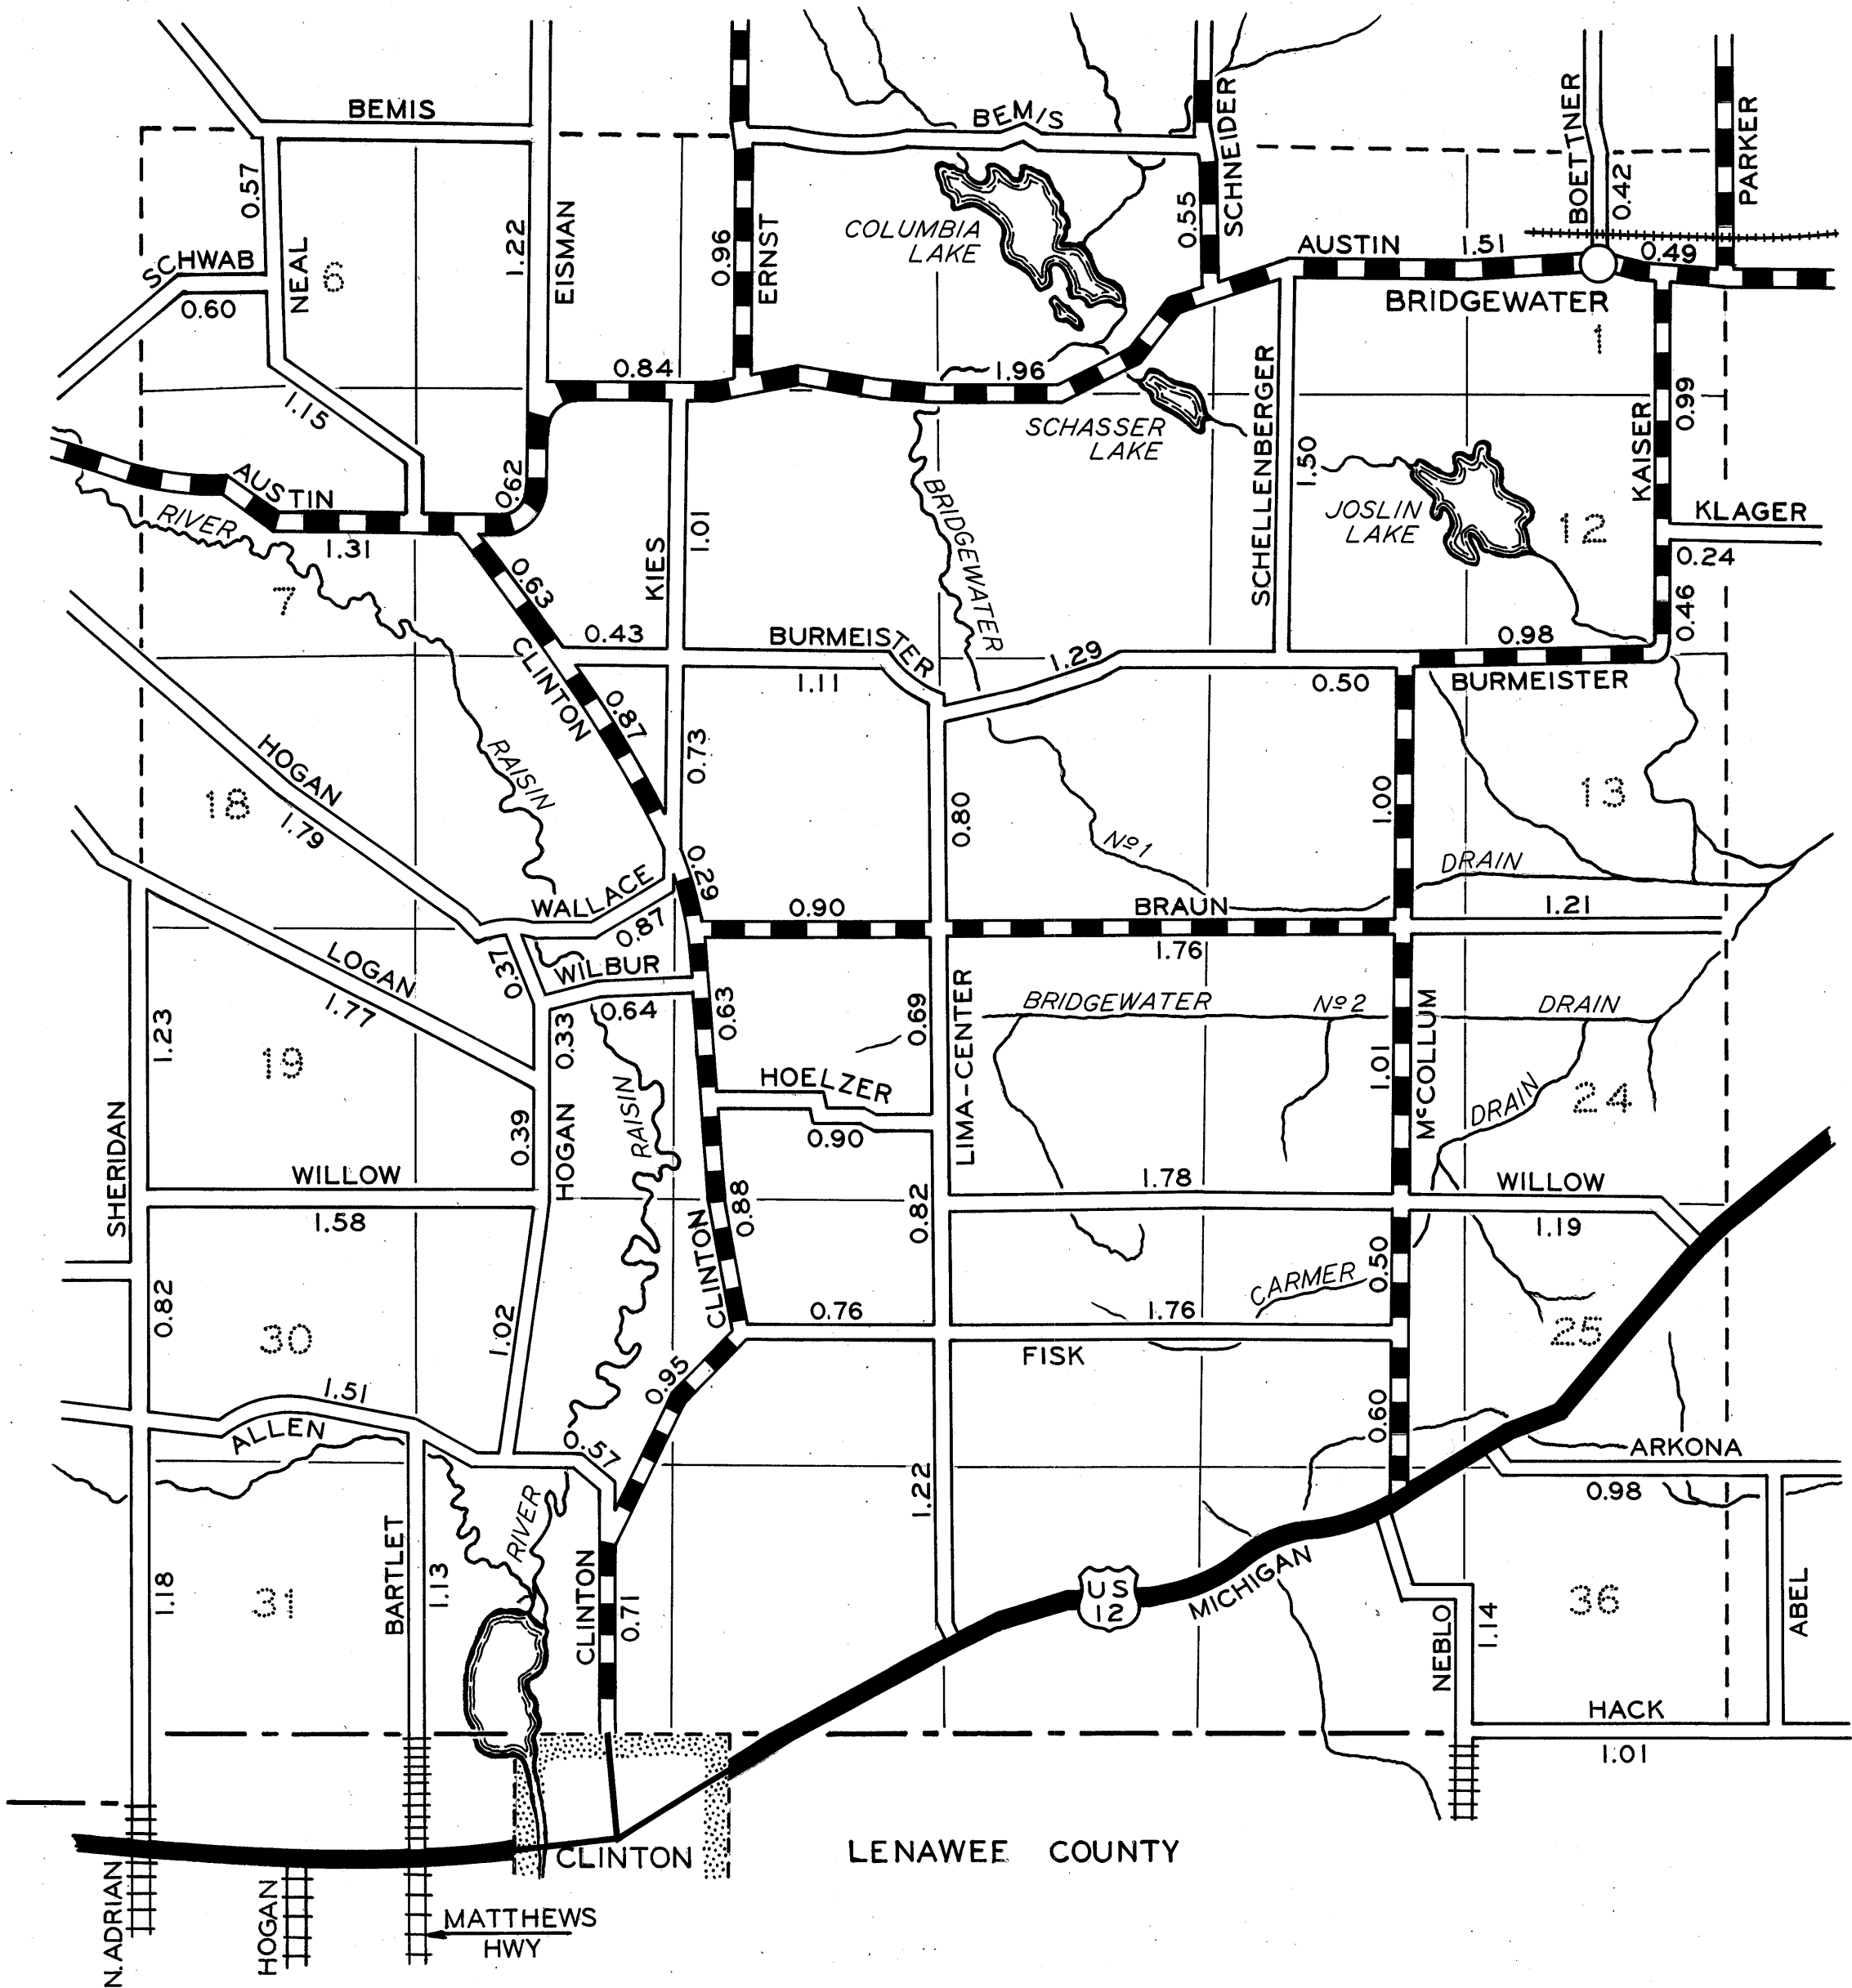 BEMIS
BEMIS
SCHNEIDER
BOETTNER
0.42
PARKER
0.57
SCHWAB
NEAL
6
0.60
1.22
EISMAN
0.96
ERNST
COLUMBIA
LAKE
0.55
AUSTIN
1.51
0.49
BRIDGEWATER
1
0.84
1.96
1.15
SCHASSER
LAKE
SCHELLENBERGER
1.50
KAISER
0.99
AUSTIN
0.62
RIVER
1.31
KIES
1.01
BRIDGEWATER
JOSLIN
LAKE
12
KLAGER
0.24
0.46
7
0.63
CLINTON
0.43
BURMEISTER
1.11
1.29
0.50
0.98
BURMEISTER
0.87
0.73
HOGAN
1.79
18
RAISIN
0.80
No 1
1.00
13
DRAIN
0.29
WALLACE
0.87
0.90
BRAUN
1.76
1.21
LOGAN
1.77
0.37
WILBUR
0.64
0.33
0.63
0.69
LIMA-CENTER
BRIDGEWATER
No 2
DRAIN
1.23
19
1.01
McCOLLUM
DRAIN
24
HOELZER
0.90
RAISIN
SHERIDAN
0.39
HOGAN
WILLOW
1.58
0.88
CLINTON
0.82
1.78
WILLOW
1.19
0.82
30
1.02
0.76
1.76
CARMER
0.50
25
FISK
0.95
1.51
ALLEN
0.57
0.60
ARKONA
0.98
1.22
RIVER
1.18
31
BARTLET
1.13
CLINTON
0.71
US
12
MICHIGAN
NEBLO
1.14
36
ABEL
HACK
1.01
CLINTON
LENAWEE COUNTY
N. ADRIAN
HOGAN
MATTHEWS
HWY